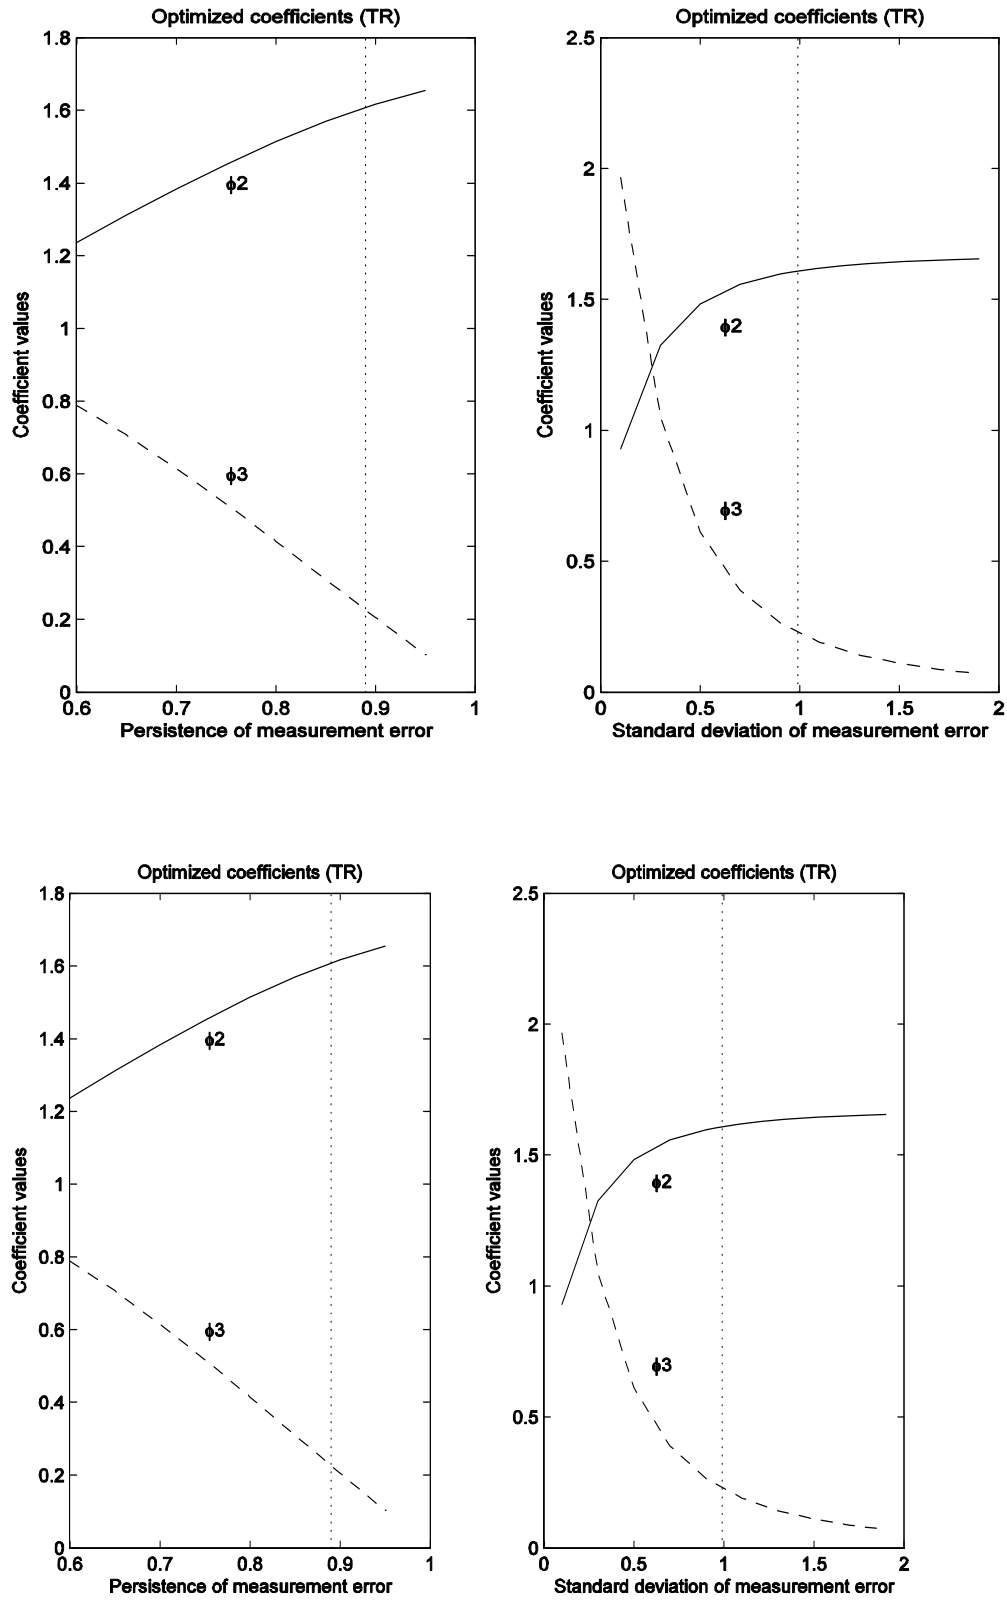 Optimized coefficients (TR)
1.8
1.6
1.4
1.2
1
0.8
0.6
0.4
0.2
0
Coefficient values
ϕ2
ϕ3
0.6 0.7 0.8 0.9 1
Persistence of measurement error
Optimized coefficients (TR)
2.5
2
1.5
1
0.5
0
Coefficient values
ϕ2
ϕ3
0 0.5 1 1.5 2
Standard deviation of measurement error
Optimized coefficients (TR)
1.8
1.6
1.4
1.2
1
0.8
0.6
0.4
0.2
0
Coefficient values
ϕ2
ϕ3
0.6 0.7 0.8 0.9 1
Persistence of measurement error
Optimized coefficients (TR)
2.5
2
1.5
1
0.5
0
Coefficient values
ϕ2
ϕ3
0 0.5 1 1.5 2
Standard deviation of measurement error